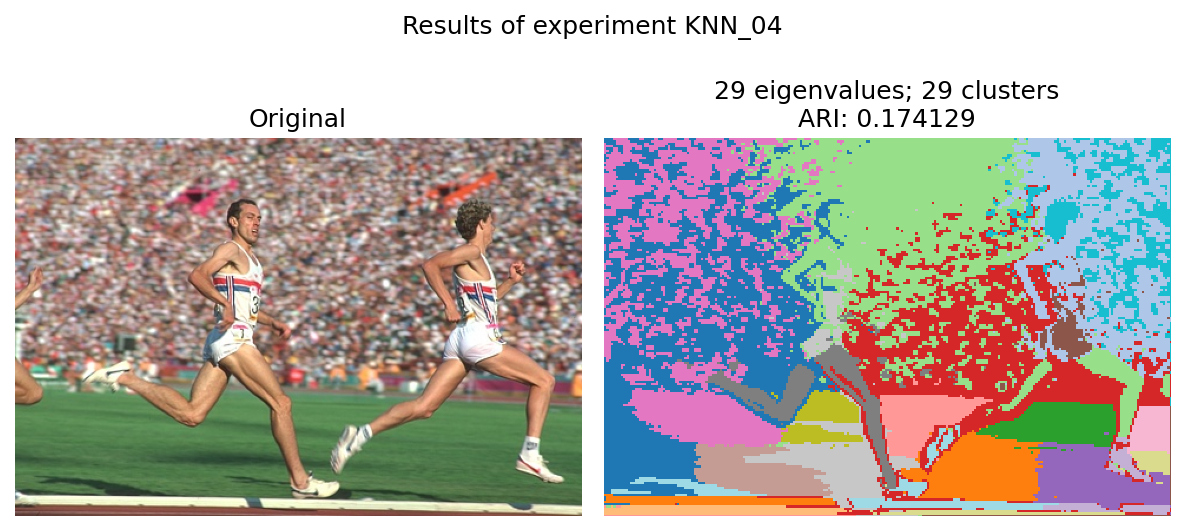 Results of experiment KNN_04
Original
29 eigenvalues; 29 clusters
ARI: 0.174129